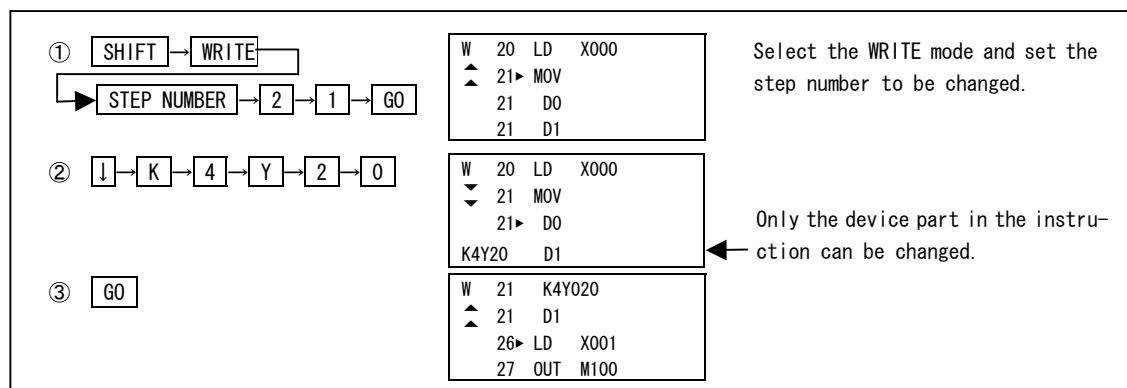 ① SHIFT → WRITE
STEP NUMBER → 2 → 1 → GO
W 20 LD X000
21▶ MOV
21 D0
21 D1
Select the WRITE mode and set the
step number to be changed.
② ↓ → K → 4 → Y → 2 → 0
W 20 LD X000
21 MOV
21▶ D0
K4Y20 D1
Only the device part in the instru-
ction can be changed.
③ GO
W 21 K4Y020
21 D1
26▶ LD X001
27 OUT M100